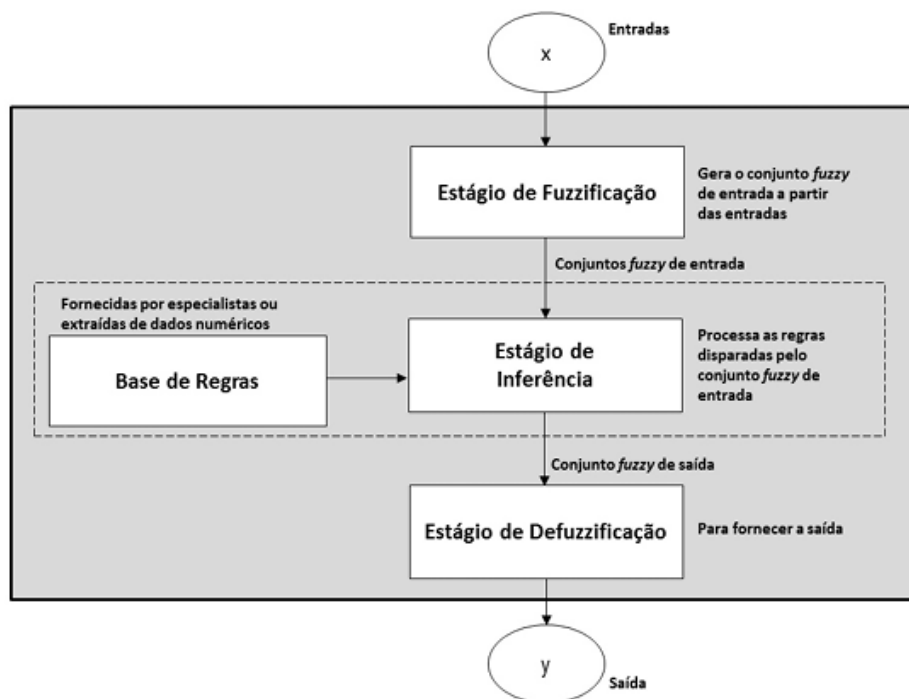 Entradas
x
Estágio de Fuzzificação
Gera o conjunto fuzzy
de entrada a partir
das entradas
Conjuntos fuzzy de entrada
Fornecidas por especialistas ou
extraídas de dados numéricos
Base de Regras
Estágio de
Inferência
Processa as regras
disparadas pelo
conjunto fuzzy de
entrada
Conjunto fuzzy de saída
Estágio de Defuzzificação
Para fornecer a saída
y
Saída